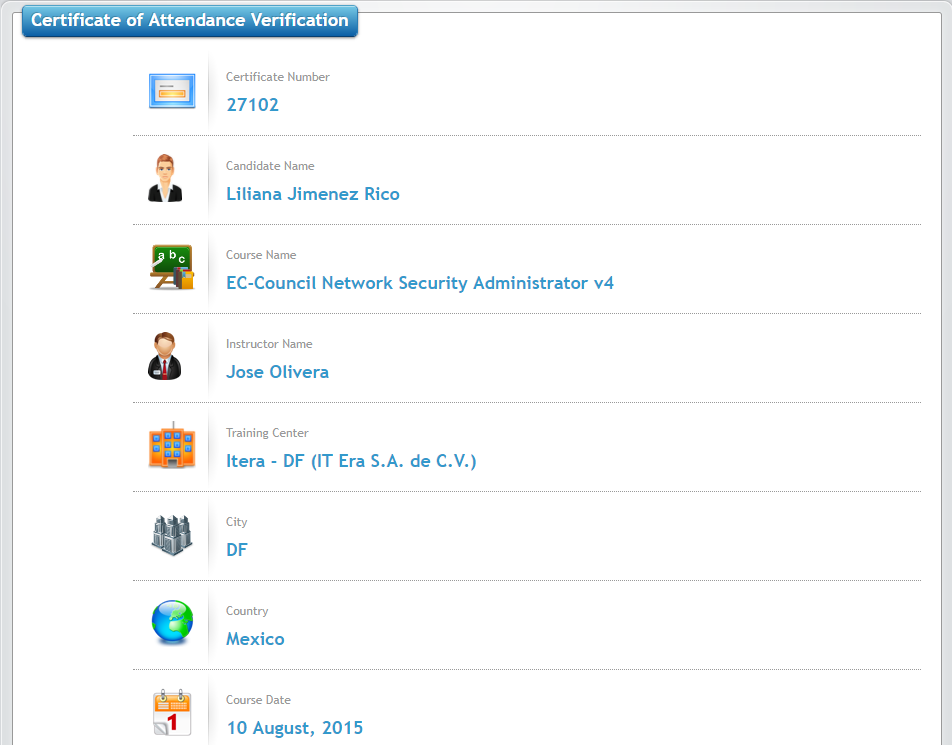 Certificate of Attendance Verification
Certificate Number
27102
Candidate Name
Liliana Jimenez Rico
a b c
Course Name
EC-Council Network Security Administrator v4
Instructor Name
Jose Olivera
Training Center
Itera - DF (IT Era S.A. de C.V.)
City
DF
Country
Mexico
1
Course Date
10 August, 2015